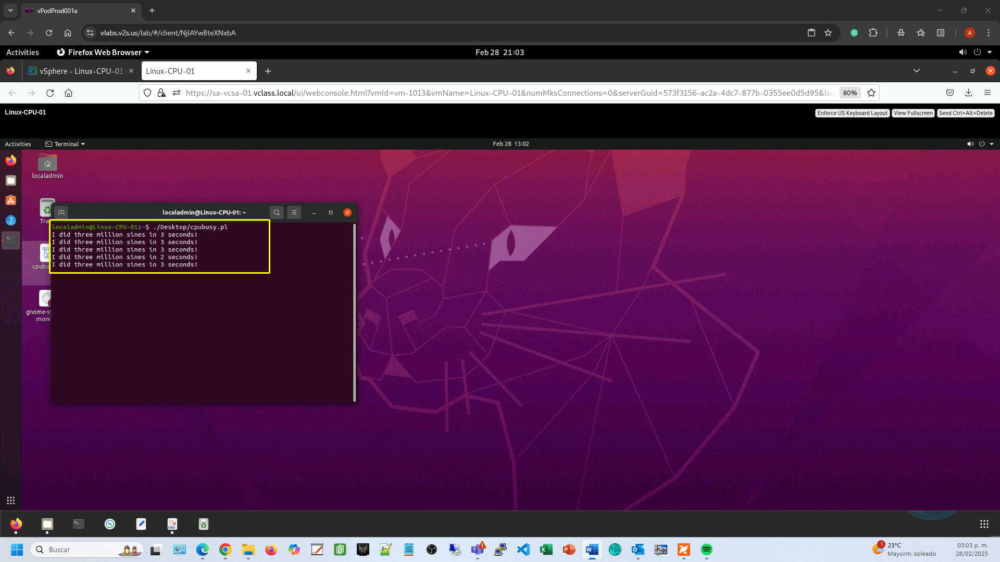 vPodProd001a
vlabs.v2s.us/lab/#/client/NjIAYwBteXNxbA
A
Activities
Firefox Web Browser
Feb 28 21:03
vSphere - Linux-CPU-01
Linux-CPU-01
https://sa-vcsa-01.vclass.local/ui/webconsole.html?vmId=vm-1013&vmName=Linux-CPU-01&numMksConnections=0&serverGuid=573f3156-ac2a-4dc7-877b-0355ee0d5d95&loc
80%
Linux-CPU-01
Enforce US Keyboard Layout
View Fullscreen
Send Ctrl+Alt+Delete
Activities
Terminal
Feb 28 13:02
localadmin
Tra
cpubu
gnome-sy
moni
localadmin@Linux-CPU-01: ~
localadmin@Linux-CPU-01:~$ ./Desktop/cpubusy.pl
I did three million sines in 3 seconds!
I did three million sines in 3 seconds!
I did three million sines in 3 seconds!
I did three million sines in 2 seconds!
I did three million sines in 3 seconds!
Buscar
1
23°C
Mayorm. soleado
03:03 p. m.
28/02/2025